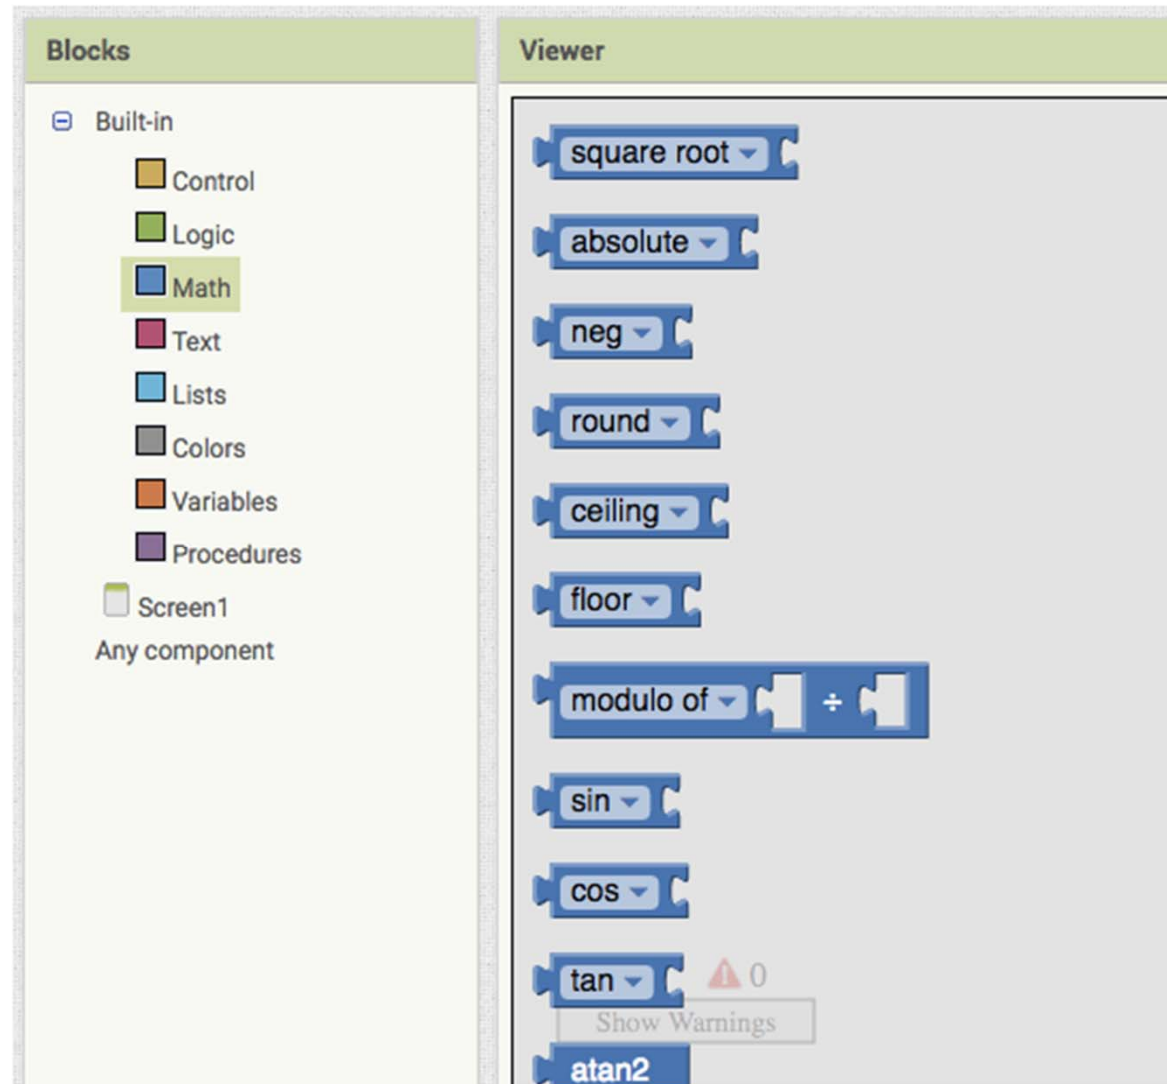 Blocks
Built-in
Control
Logic
Math
Text
Lists
Colors
Variables
Procedures
Screen1
Any component
Viewer
square root
absolute
neg
round
ceiling
floor
modulo of ÷
sin
cos
tan
0
Show Warnings
atan2